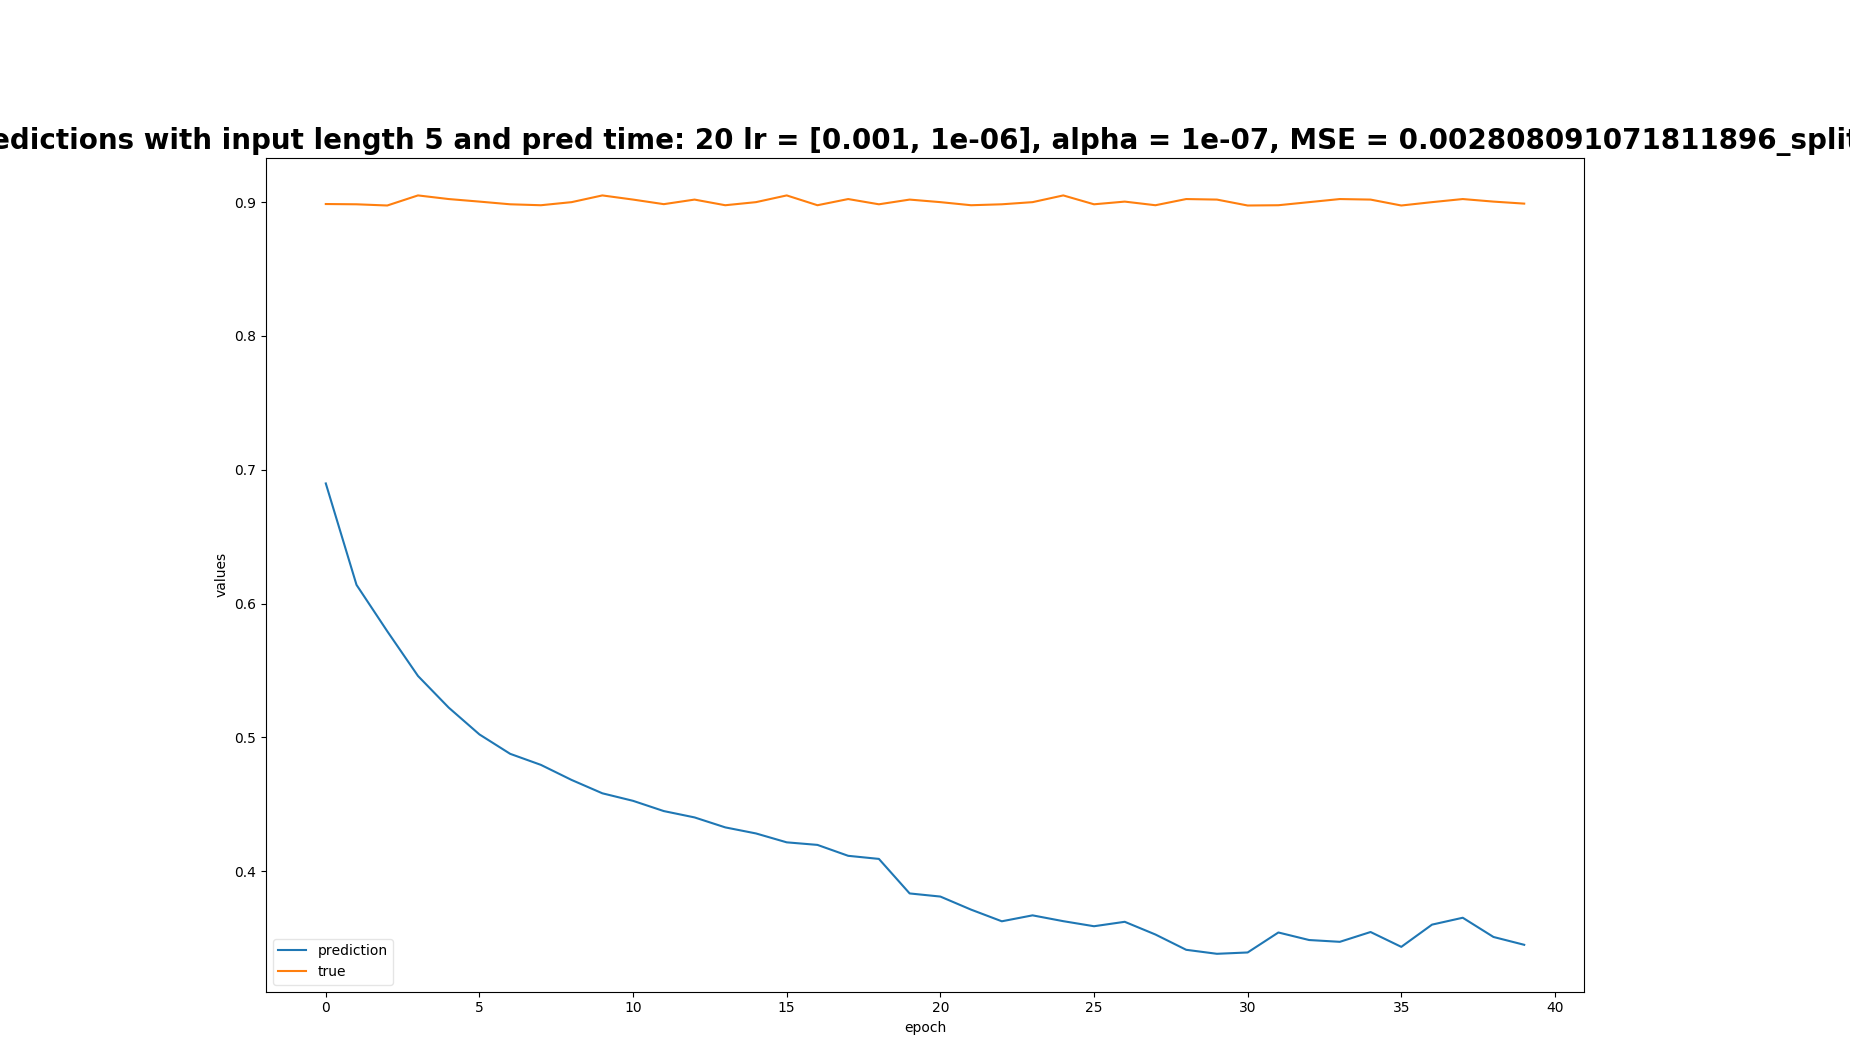 edictions with input length 5 and pred time: 20 lr = [0.001, 1e-06], alpha = 1e-07, MSE = 0.002808091071811896_split
0.9
0.8
0.7
0.6
0.5
0.4
values
prediction
true
0 5 10 15 20 25 30 35 40
epoch